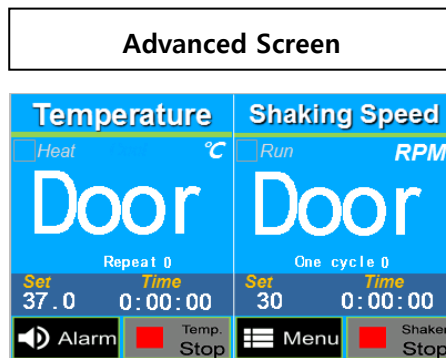 Advanced Screen
Temperature
Heat °C
Door
Repeat 0
Set Time
37.0 0:00:00
Alarm Temp. Stop
Shaking Speed
Run RPM
Door
One cycle 0
Set Time
30 0:00:00
Menu Shaker Stop